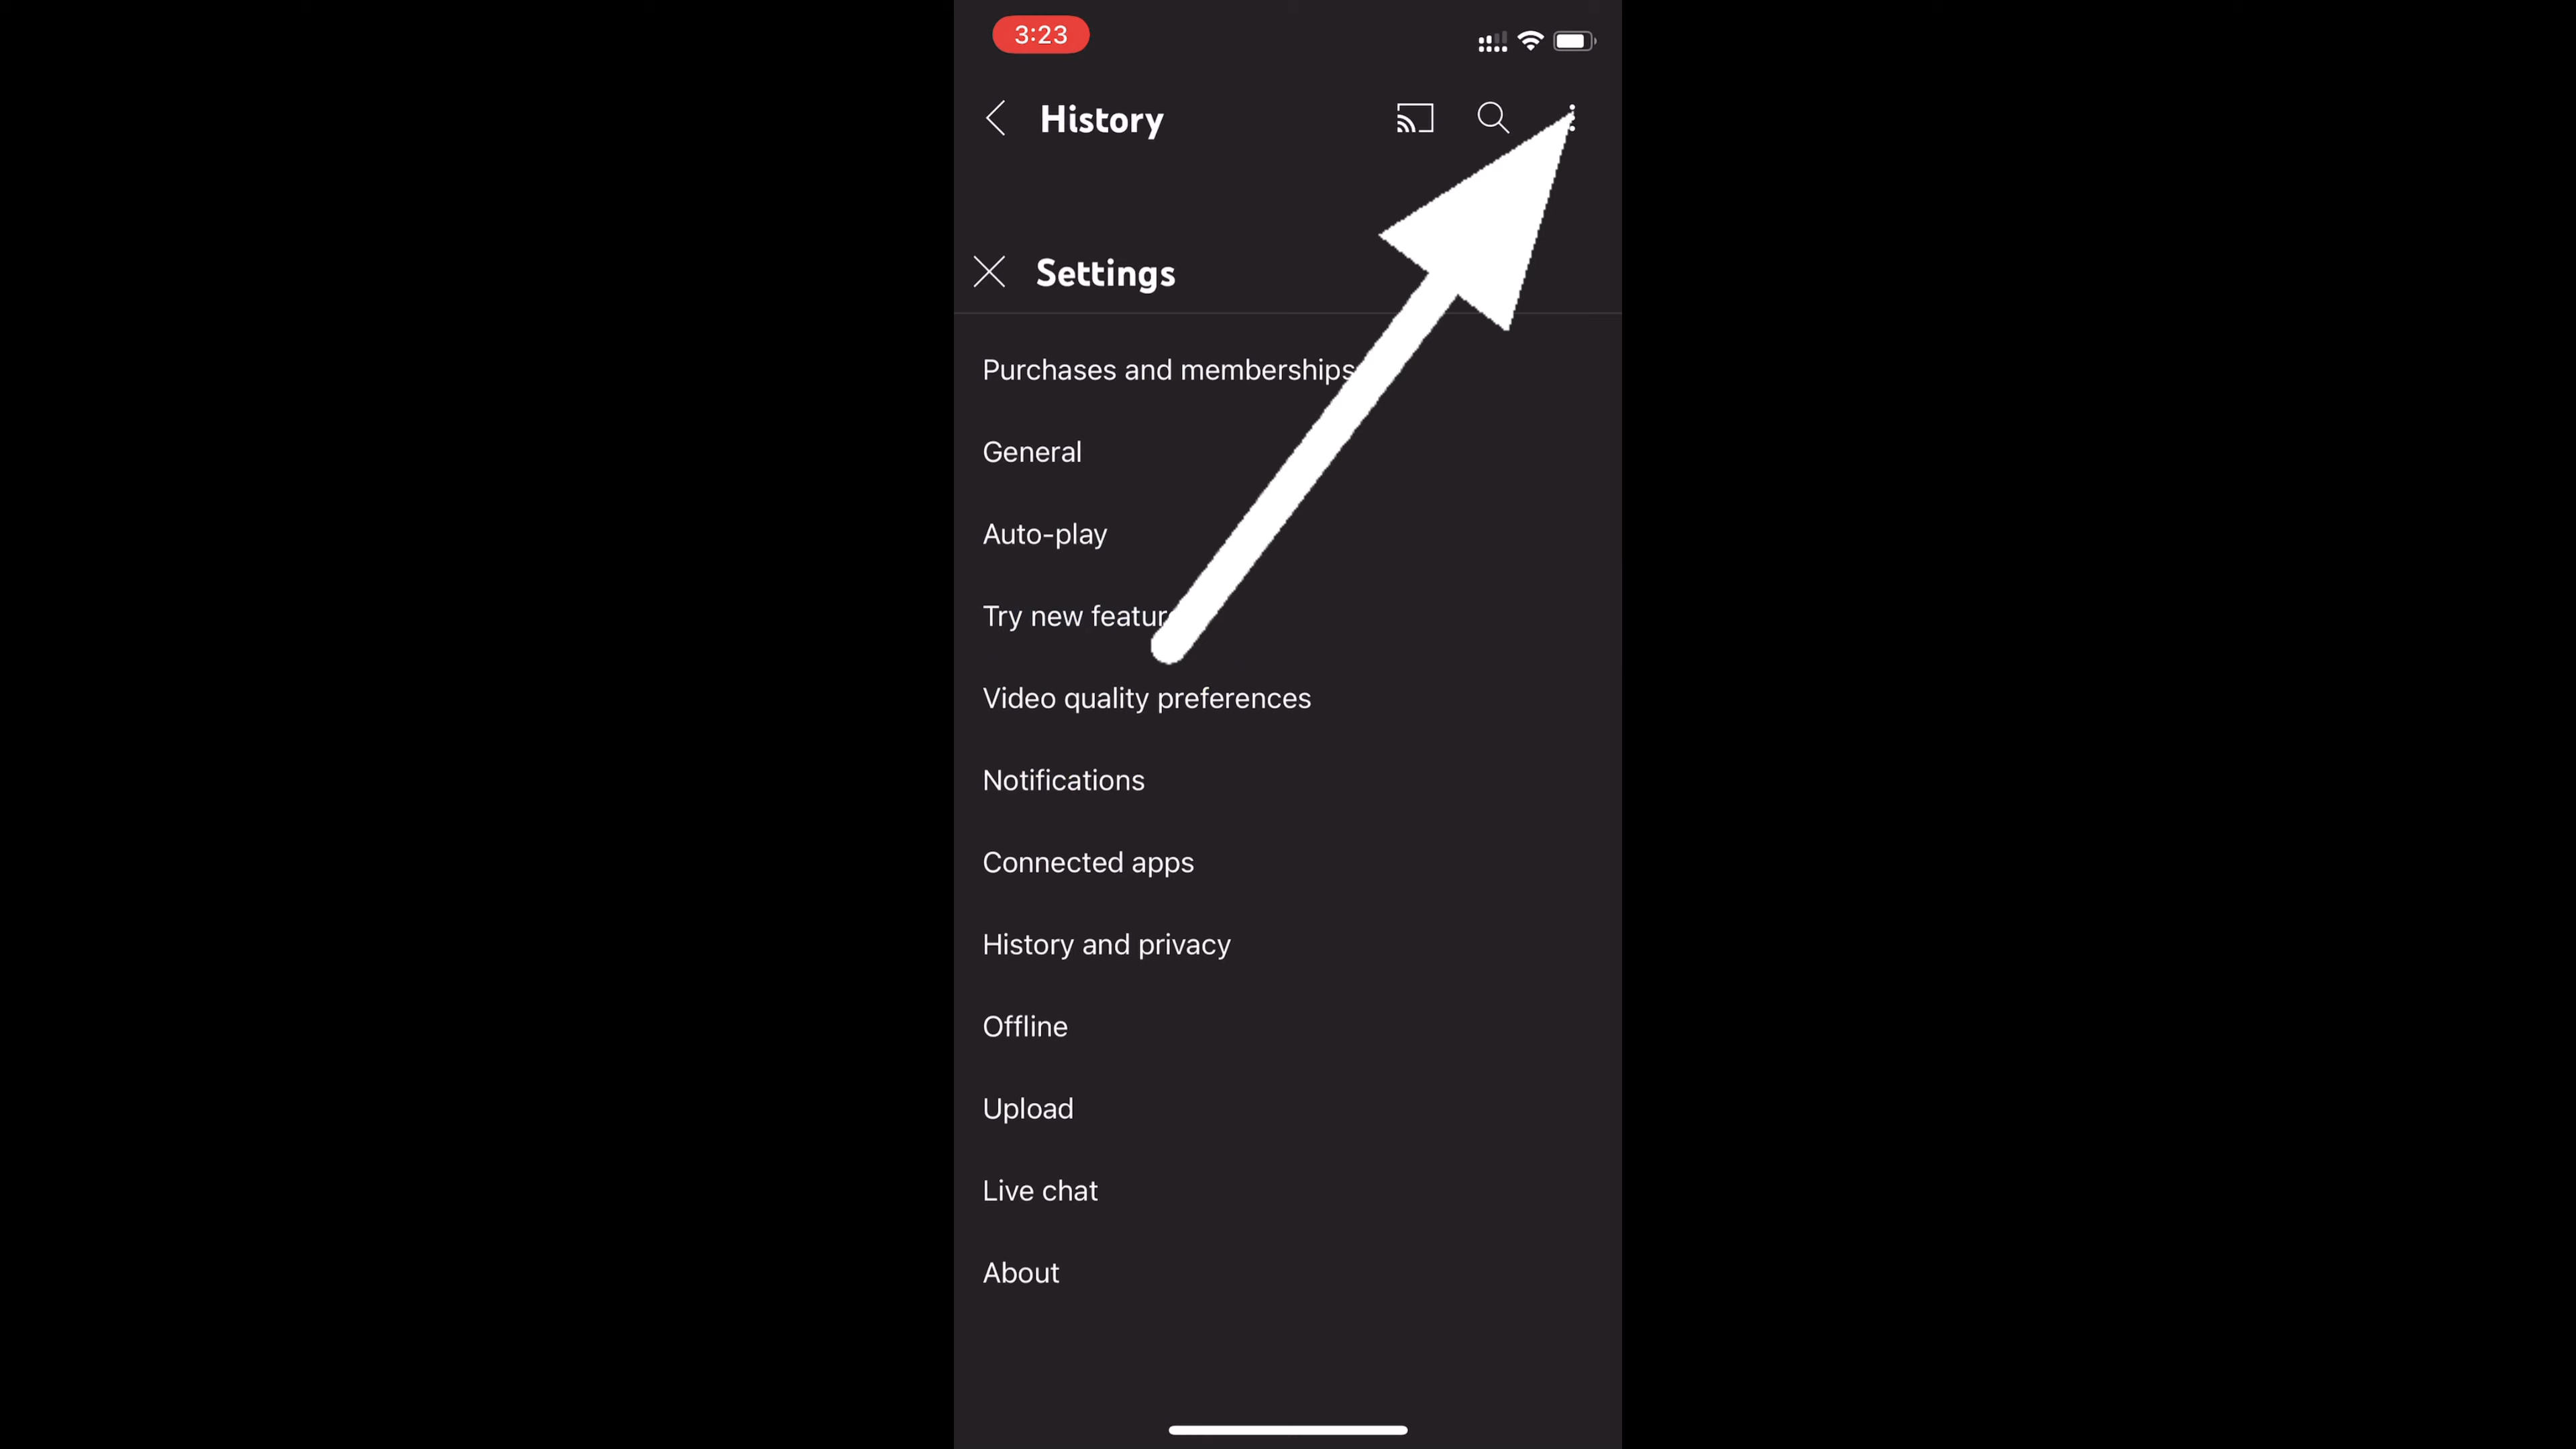 3:23
History
Settings
Purchases and memberships
General
Auto-play
Try new
Video quality preferences
Notifications
Connected apps
History and privacy
Offline
Upload
Live chat
About